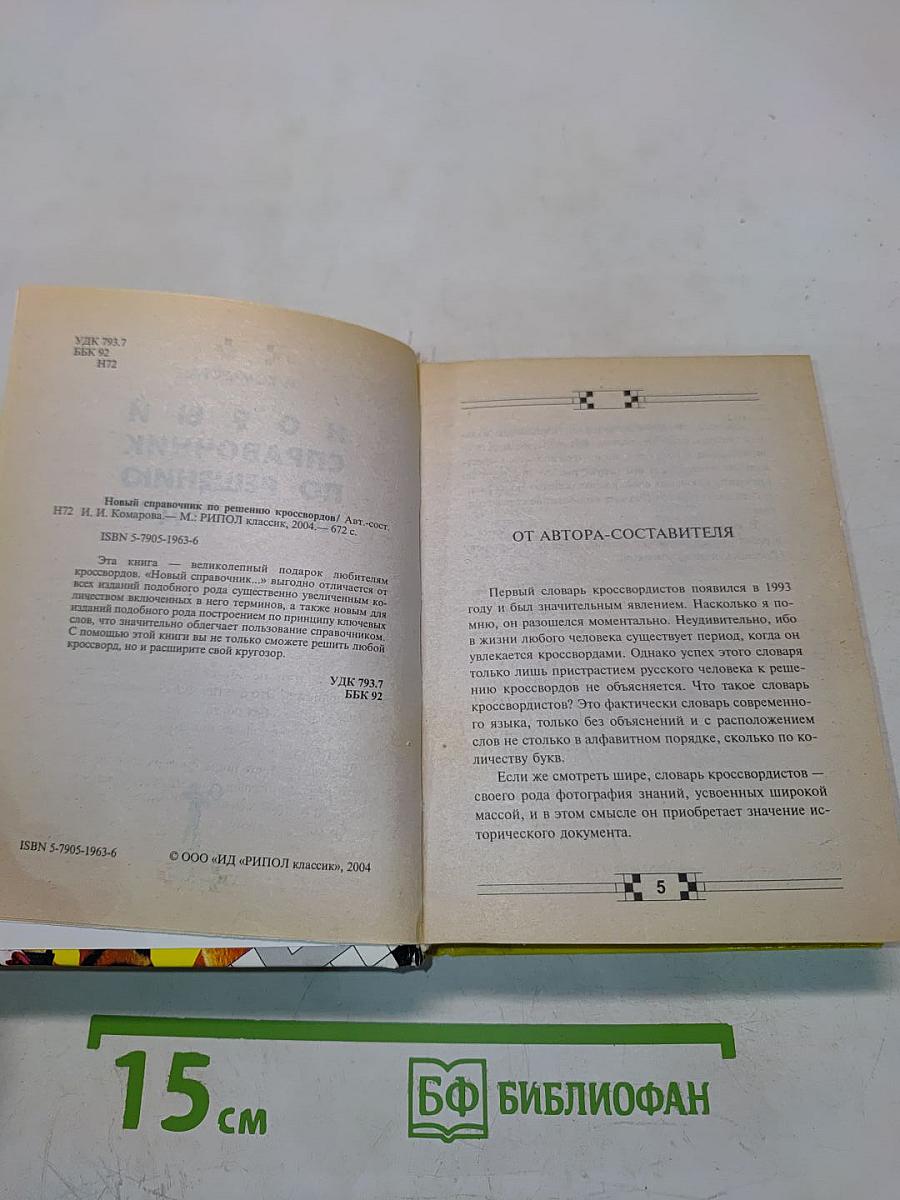 УДК 793.7
ББК 92
Н72
Новый справочник по решению кроссвордов/ Авт.-сост.
Н72 И. И. Комарова.— М.: РИПОЛ классик, 2004.— 672 с.
ISBN 5-7905-1963-6
Эта книга — великолепный подарок любителям
кроссвордов. «Новый справочник...» выгодно отличается от
всех изданий подобного рода существенно увеличенным ко-
личеством включенных в него терминов, а также новым для
изданий подобного рода построением по принципу ключевых
слов, что значительно облегчает пользование справочником.
С помощью этой книги вы не только сможете решить любой
кроссворд, но и расширите свой кругозор.
УДК 793.7
ББК 92
ISBN 5-7905-1963-6
© ООО «ИД «РИПОЛ классик», 2004
ОТ АВТОРА-СОСТАВИТЕЛЯ
Первый словарь кроссвордистов появился в 1993
году и был значительным явлением. Насколько я по-
мню, он разошелся моментально. Неудивительно, ибо
в жизни любого человека существует период, когда он
увлекается кроссвордами. Однако успех этого словаря
только лишь пристрастием русского человека к реше-
нию кроссвордов не объясняется. Что такое словарь
кроссвордистов? Это фактически словарь современно-
го языка, только без объяснений и с расположением
слов не столько в алфавитном порядке, сколько по ко-
личеству букв.
Если же смотреть шире, словарь кроссвордистов —
своего рода фотография знаний, усвоенных широкой
массой, и в этом смысле он приобретает значение ис-
торического документа.
5
15 см
БФ БИБЛИОФАН